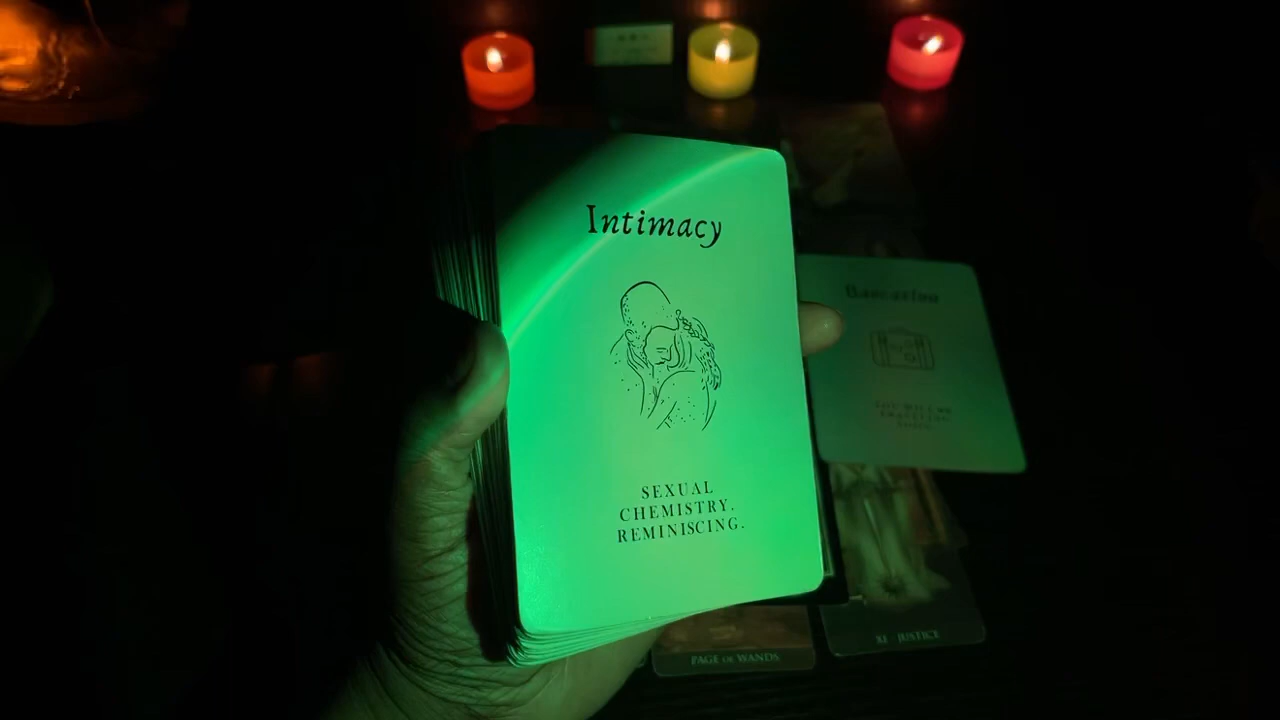 Intimacy
SEXUAL
CHEMISTRY.
REMINISCING.
PAGE OF WANDS
XI · JUSTICE